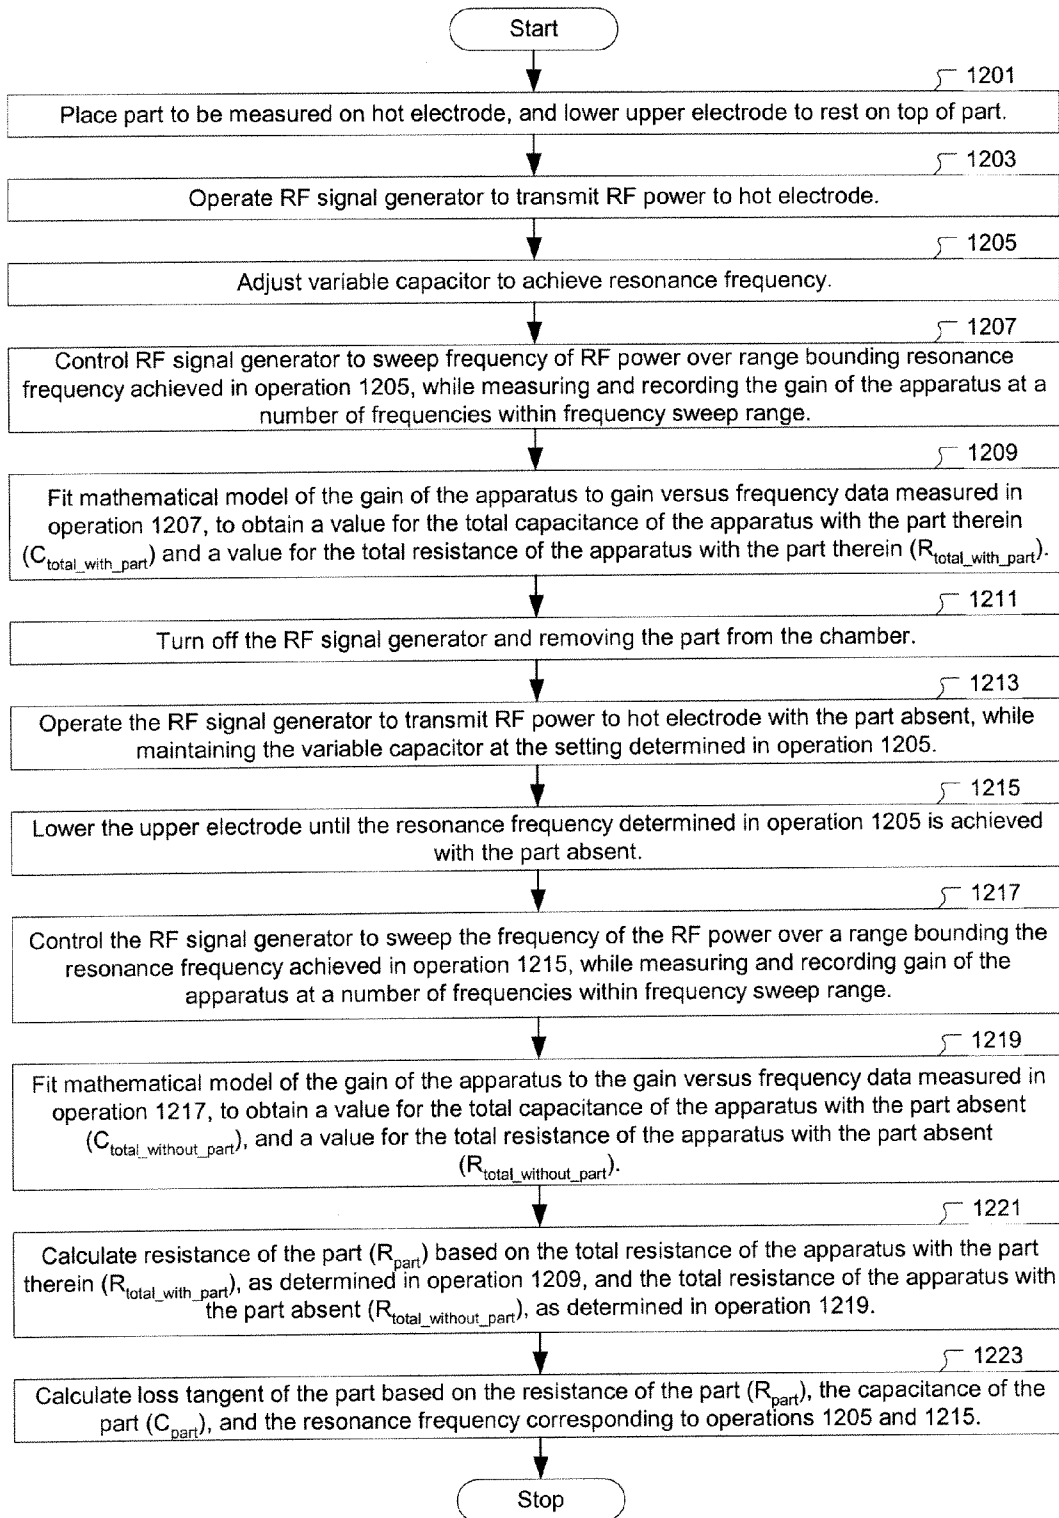 Start
1201
Place part to be measured on hot electrode, and lower upper electrode to rest on top of part.
1203
Operate RF signal generator to transmit RF power to hot electrode.
1205
Adjust variable capacitor to achieve resonance frequency.
1207
Control RF signal generator to sweep frequency of RF power over range bounding resonance
frequency achieved in operation 1205, while measuring and recording the gain of the apparatus at a
number of frequencies within frequency sweep range.
1209
Fit mathematical model of the gain of the apparatus to gain versus frequency data measured in
operation 1207, to obtain a value for the total capacitance of the apparatus with the part therein
(C_total_with_part) and a value for the total resistance of the apparatus with the part therein (R_total_with_part).
1211
Turn off the RF signal generator and removing the part from the chamber.
1213
Operate the RF signal generator to transmit RF power to hot electrode with the part absent, while
maintaining the variable capacitor at the setting determined in operation 1205.
1215
Lower the upper electrode until the resonance frequency determined in operation 1205 is achieved
with the part absent.
1217
Control the RF signal generator to sweep the frequency of the RF power over a range bounding the
resonance frequency achieved in operation 1215, while measuring and recording gain of the
apparatus at a number of frequencies within frequency sweep range.
1219
Fit mathematical model of the gain of the apparatus to the gain versus frequency data measured in
operation 1217, to obtain a value for the total capacitance of the apparatus with the part absent
(C_total_without_part), and a value for the total resistance of the apparatus with the part absent
(R_total_without_part).
1221
Calculate resistance of the part (R_part) based on the total resistance of the apparatus with the part
therein (R_total_with_part), as determined in operation 1209, and the total resistance of the apparatus with
the part absent (R_total_without_part), as determined in operation 1219.
1223
Calculate loss tangent of the part based on the resistance of the part (R_part), the capacitance of the
part (C_part), and the resonance frequency corresponding to operations 1205 and 1215.
Stop